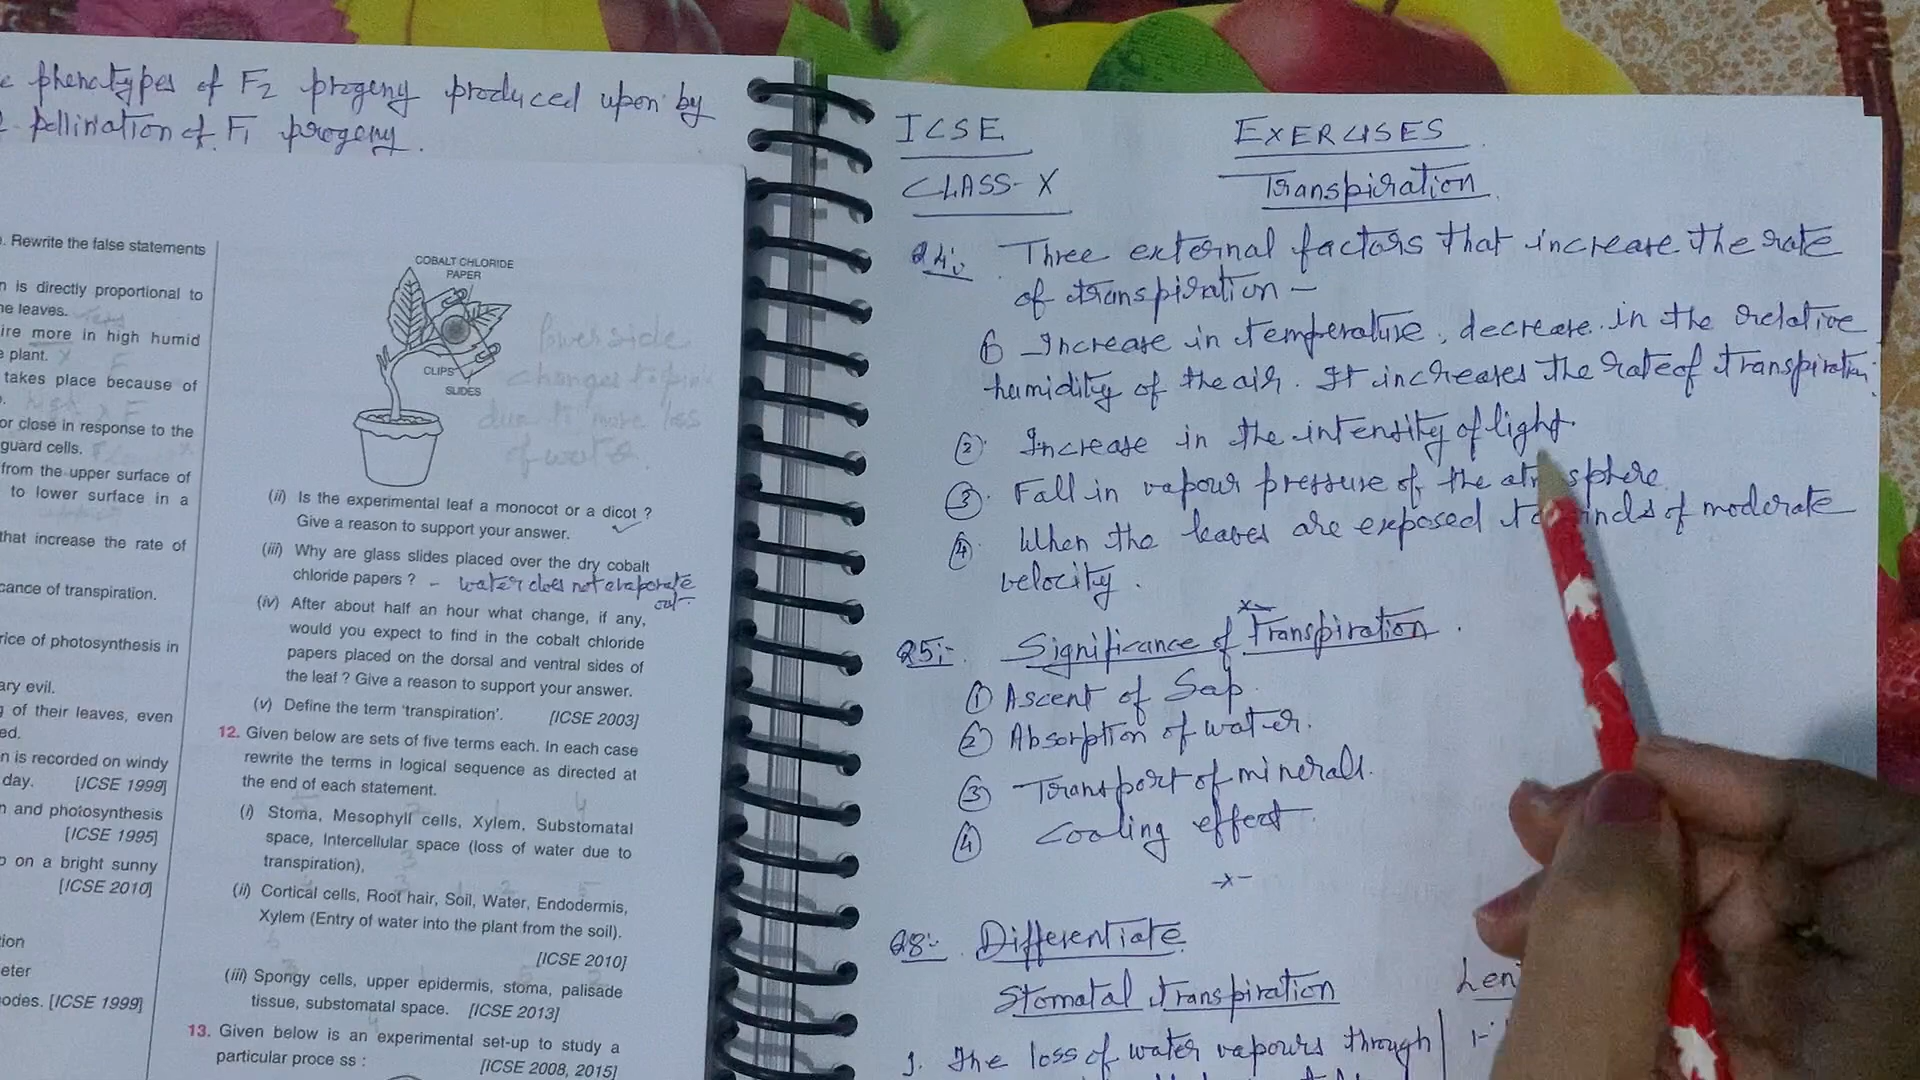 phenotypes of F2 progeny produced upon by
pollination of F1 progeny.
. Rewrite the false statements
n is directly proportional to
he leaves.
ire more in high humid
e plant.
takes place because of
or close in response to the
guard cells.
from the upper surface of
to lower surface in a
that increase the rate of
cance of transpiration.
rice of photosynthesis in
ary evil.
g of their leaves, even
ed.
n is recorded on windy
day. [ICSE 1999]
n and photosynthesis
[ICSE 1995]
o on a bright sunny
[ICSE 2010]
tion
eter
odes. [ICSE 1999]
COBALT CHLORIDE
PAPER
CLIPS
SLIDES
lower side
changes to pink
due to more loss
of water
(ii) Is the experimental leaf a monocot or a dicot ?
Give a reason to support your answer.
(iii) Why are glass slides placed over the dry cobalt
chloride papers ? - water does not evaporate
out.
(iv) After about half an hour what change, if any,
would you expect to find in the cobalt chloride
papers placed on the dorsal and ventral sides of
the leaf ? Give a reason to support your answer.
(v) Define the term 'transpiration'. [ICSE 2003]
12. Given below are sets of five terms each. In each case
rewrite the terms in logical sequence as directed at
the end of each statement.
(i) Stoma, Mesophyll cells, Xylem, Substomatal
space, Intercellular space (loss of water due to
transpiration),
(ii) Cortical cells, Root hair, Soil, Water, Endodermis,
Xylem (Entry of water into the plant from the soil).
[ICSE 2010]
(iii) Spongy cells, upper epidermis, stoma, palisade
tissue, substomatal space. [ICSE 2013]
13. Given below is an experimental set-up to study a
particular proce ss : [ICSE 2008, 2015]
ICSE EXERCISES
CLASS-X Transpiration
Q4:- Three external factors that increase the rate
of transpiration -
① Increase in temperature, decrease in the relative
humidity of the air. It increases the rate of transpiration.
② Increase in the intensity of light.
③ Fall in vapour pressure of the atmosphere.
④ When the leaves are exposed to winds of moderate
velocity.
Q5:- Significance of Transpiration.
① Ascent of Sap.
② Absorption of water.
③ Transport of minerals.
④ Cooling effect.
-x-
Q8:- Differentiate
Stomatal transpiration Len
1. The loss of water vapours through 1-